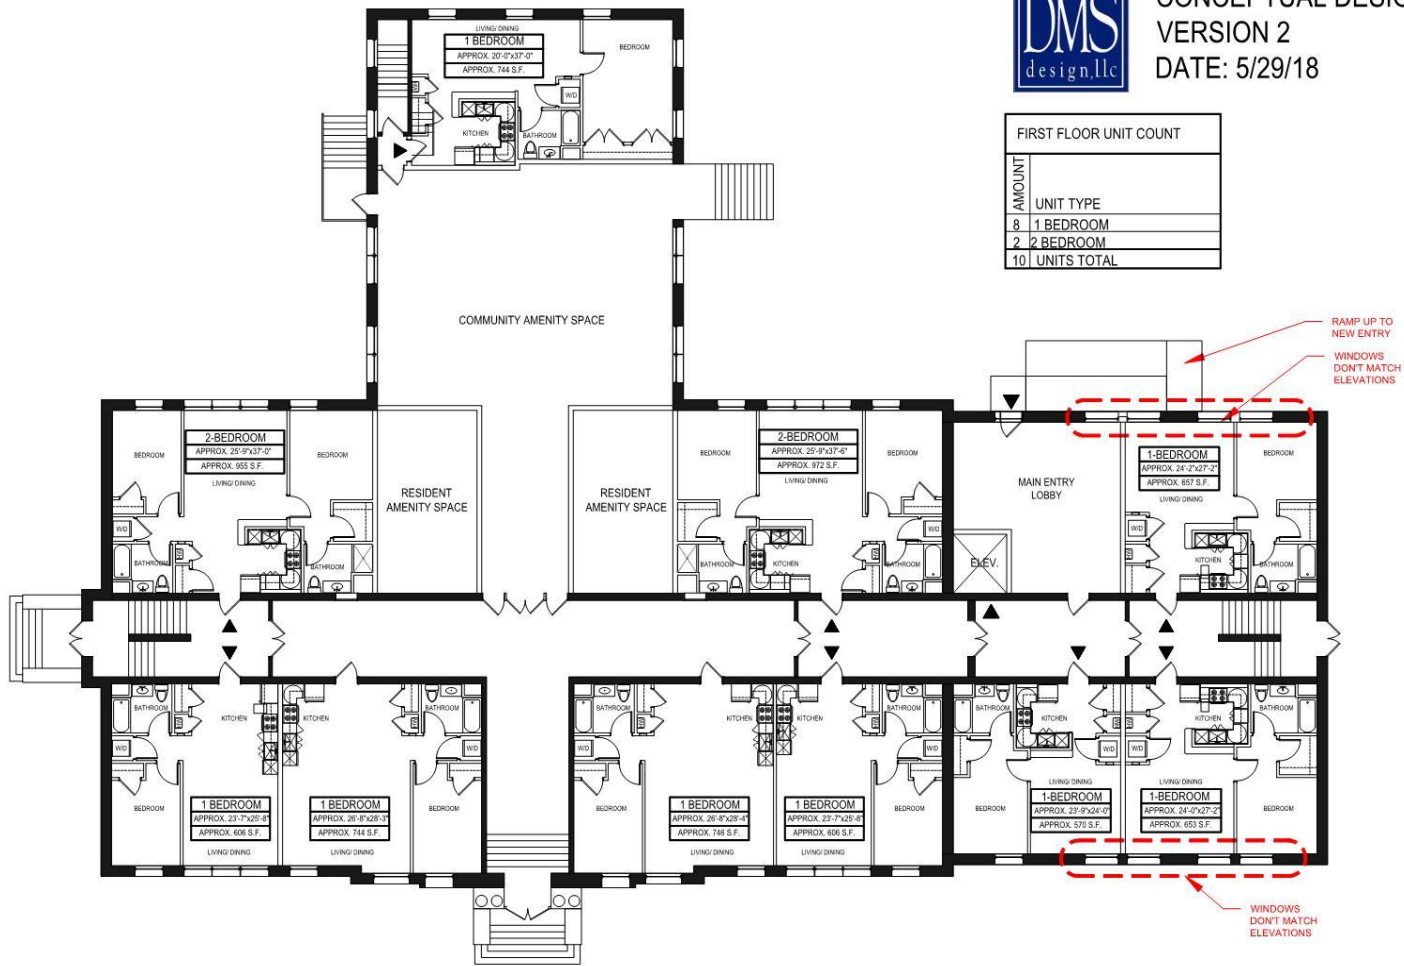 CONCEPTUAL DESIG
VERSION 2
DATE: 5/29/18
DMS
design,llc
FIRST FLOOR UNIT COUNT
AMOUNT
UNIT TYPE
8 1 BEDROOM
2 2 BEDROOM
10 UNITS TOTAL
LIVING/ DINING
1 BEDROOM
APPROX. 20'-0"x37'-0"
APPROX. 744 S.F.
BEDROOM
W/D
KITCHEN
BATHROOM
COMMUNITY AMENITY SPACE
RAMP UP TO
NEW ENTRY
WINDOWS
DON'T MATCH
ELEVATIONS
BEDROOM
2-BEDROOM
APPROX. 25'-9"x37'-0"
APPROX. 955 S.F.
LIVING/ DINING
BEDROOM
W/D
BATHROOM
BATHROOM
RESIDENT
AMENITY SPACE
RESIDENT
AMENITY SPACE
BEDROOM
2-BEDROOM
APPROX. 25'-9"x37'-6"
APPROX. 972 S.F.
LIVING/ DINING
BEDROOM
W/D
BATHROOM
KITCHEN
BATHROOM
MAIN ENTRY
LOBBY
ELEV.
1-BEDROOM
APPROX. 24'-2"x27'-2"
APPROX. 657 S.F.
LIVING/ DINING
BEDROOM
W/D
KITCHEN
BATHROOM
BATHROOM
KITCHEN
W/D
BEDROOM
1 BEDROOM
APPROX. 23'-7"x25'-8"
APPROX. 606 S.F.
LIVING/ DINING
KITCHEN
BATHROOM
W/D
1 BEDROOM
APPROX. 26'-8"x28'-3"
APPROX. 744 S.F.
LIVING/ DINING
BEDROOM
BATHROOM
KITCHEN
W/D
BEDROOM
1 BEDROOM
APPROX. 26'-8"x28'-4"
APPROX. 746 S.F.
LIVING/ DINING
KITCHEN
BATHROOM
W/D
1 BEDROOM
APPROX. 23'-7"x25'-8"
APPROX. 606 S.F.
LIVING/ DINING
BEDROOM
BATHROOM
KITCHEN
W/D
LIVING/ DINING
BEDROOM
1-BEDROOM
APPROX. 23'-9"x24'-0"
APPROX. 570 S.F.
KITCHEN
BATHROOM
W/D
LIVING/ DINING
1-BEDROOM
APPROX. 24'-0"x27'-2"
APPROX. 653 S.F.
BEDROOM
WINDOWS
DON'T MATCH
ELEVATIONS